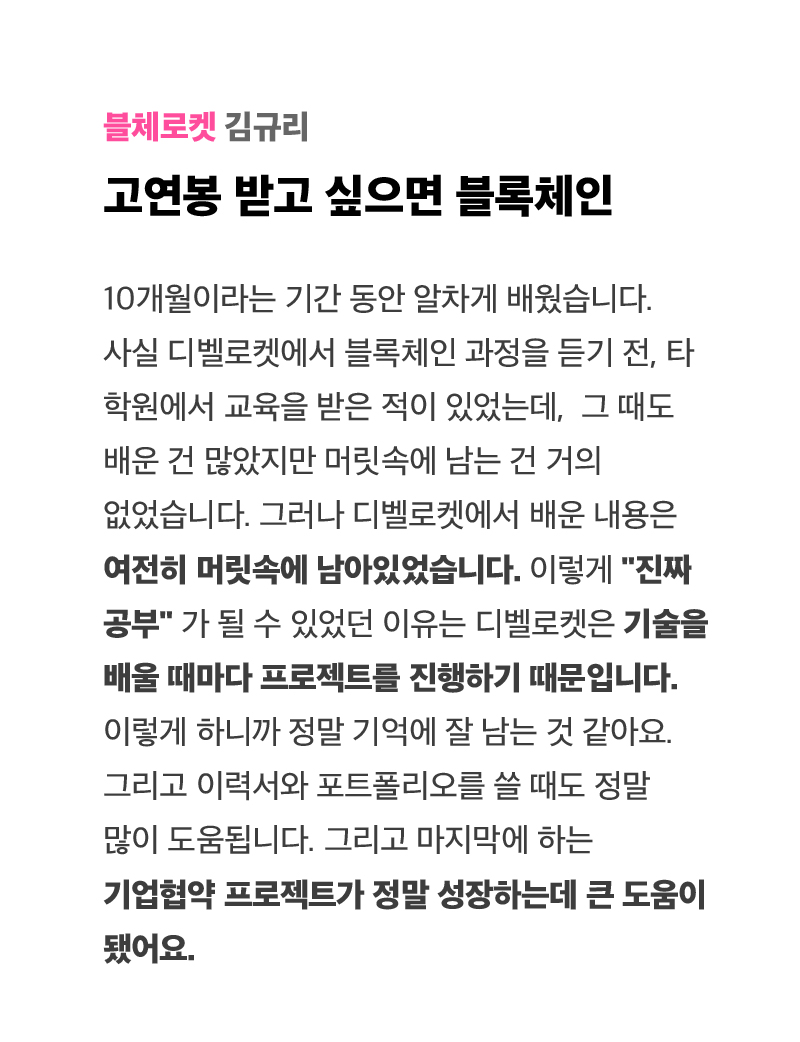 블체로켓 김규리
고연봉 받고 싶으면 블록체인
10개월이라는 기간 동안 알차게 배웠습니다.
사실 디벨로켓에서 블록체인 과정을 듣기 전, 타
학원에서 교육을 받은 적이 있었는데,  그 때도
배운 건 많았지만 머릿속에 남는 건 거의
없었습니다. 그러나 디벨로켓에서 배운 내용은
여전히 머릿속에 남아있었습니다. 이렇게 "진짜
공부" 가 될 수 있었던 이유는 디벨로켓은 기술을
배울 때마다 프로젝트를 진행하기 때문입니다.
이렇게 하니까 정말 기억에 잘 남는 것 같아요.
그리고 이력서와 포트폴리오를 쓸 때도 정말
많이 도움됩니다. 그리고 마지막에 하는
기업협약 프로젝트가 정말 성장하는데 큰 도움이
됐어요.